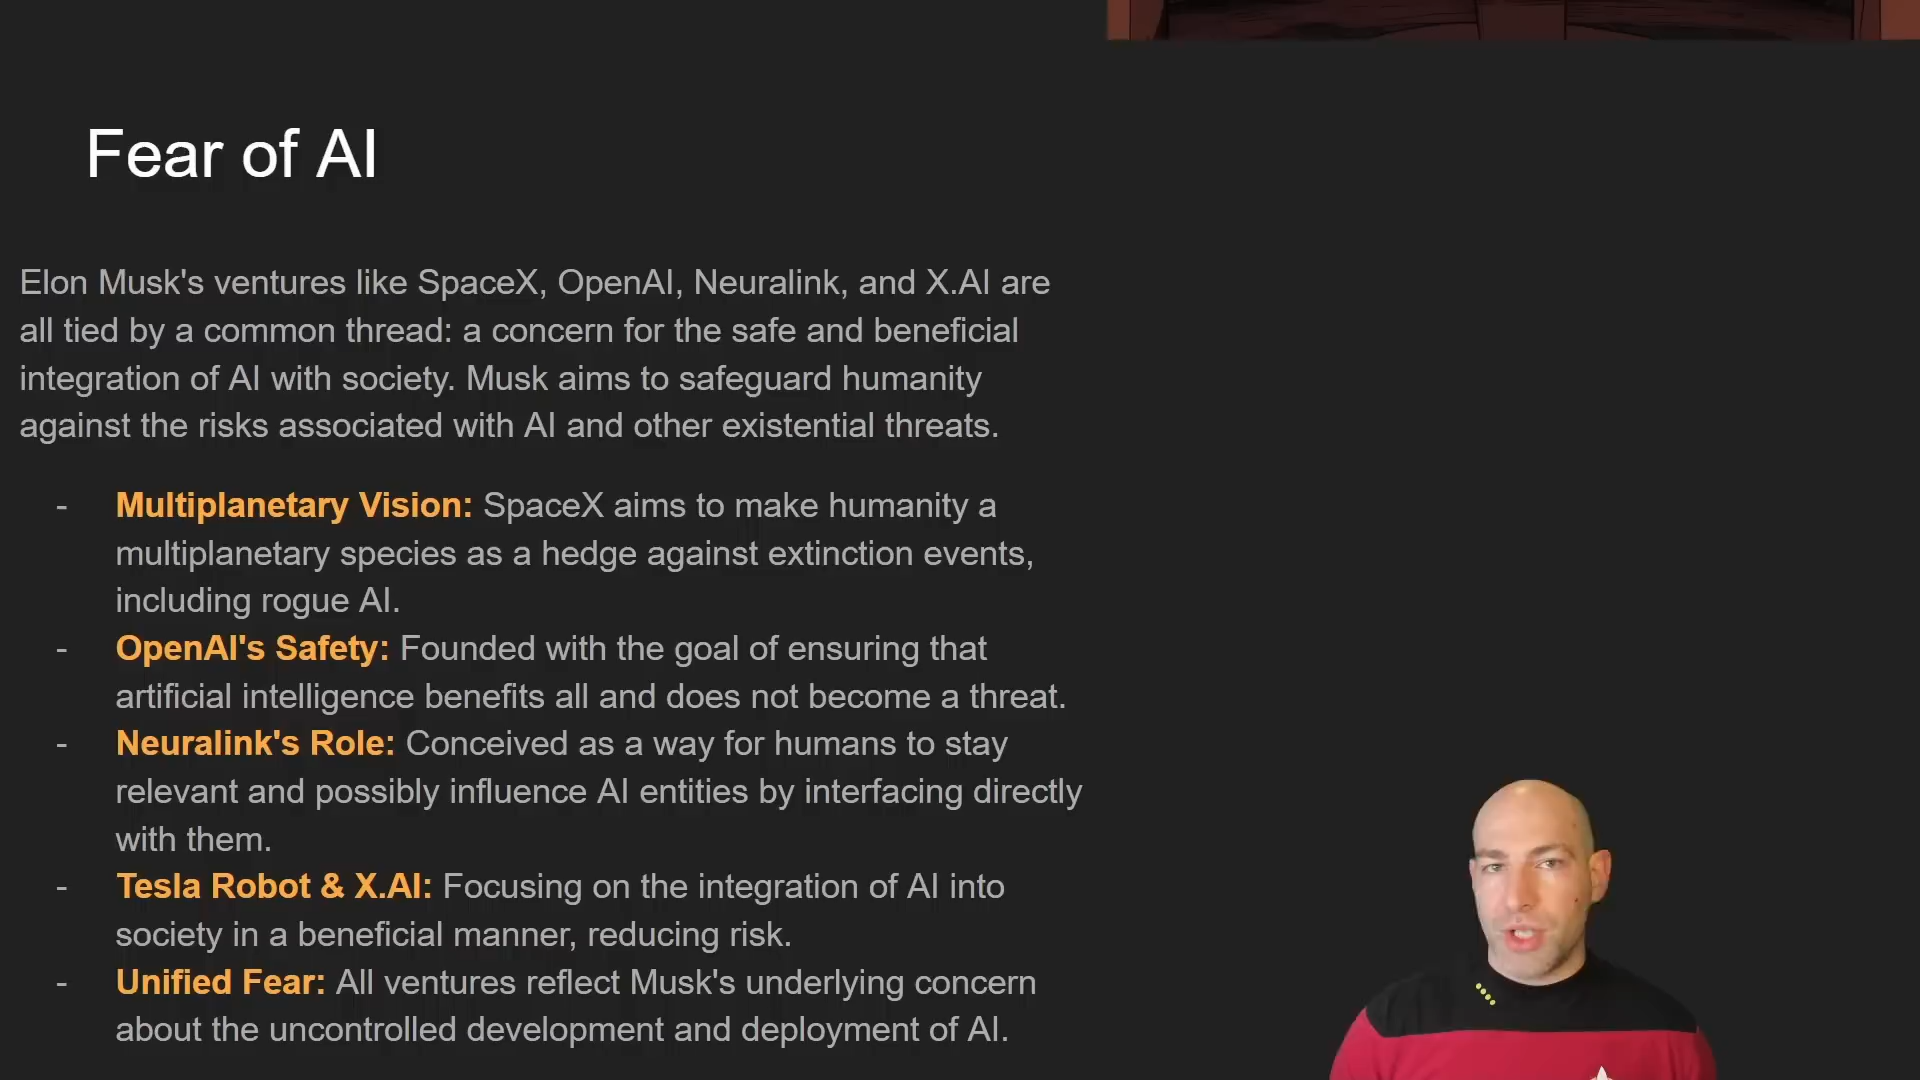 Fear of AI
Elon Musk's ventures like SpaceX, OpenAI, Neuralink, and X.AI are
all tied by a common thread: a concern for the safe and beneficial
integration of AI with society. Musk aims to safeguard humanity
against the risks associated with AI and other existential threats.
- Multiplanetary Vision: SpaceX aims to make humanity a
multiplanetary species as a hedge against extinction events,
including rogue AI.
- OpenAI's Safety: Founded with the goal of ensuring that
artificial intelligence benefits all and does not become a threat.
- Neuralink's Role: Conceived as a way for humans to stay
relevant and possibly influence AI entities by interfacing directly
with them.
- Tesla Robot & X.AI: Focusing on the integration of AI into
society in a beneficial manner, reducing risk.
- Unified Fear: All ventures reflect Musk's underlying concern
about the uncontrolled development and deployment of AI.